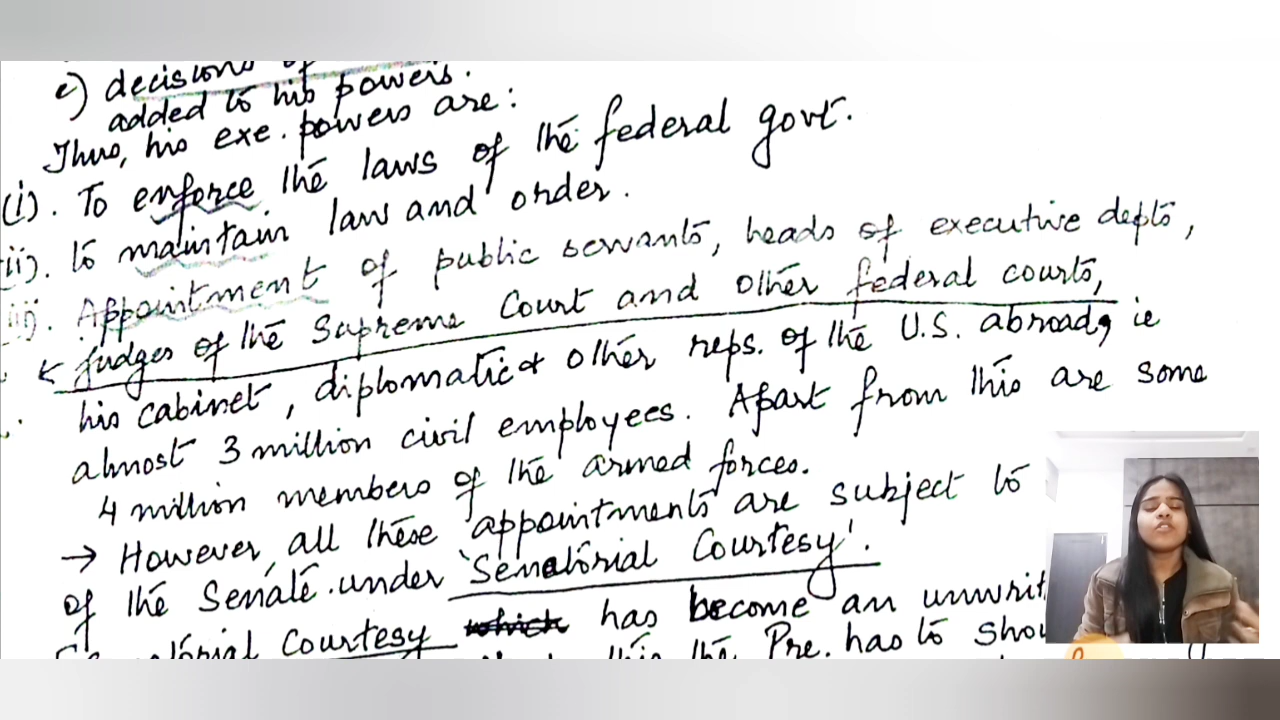 e) decisions of
added to his powers.
Thus, his exe. powers are:
(i). To enforce the laws of the federal govt.
ii). to maintain law and order.
iii). Appointment of public servants, heads of executive depts,
judges of the Supreme Court and other federal courts,
his cabinet, diplomatic & other reps. of the U.S. abroad, ie
almost 3 million civil employees. Apart from this are some
4 million members of the armed forces.
→ However, all these appointments are subject to
of the Senate under 'Senatorial Courtesy'.
Courtesy which has become an
this the Pre. has to